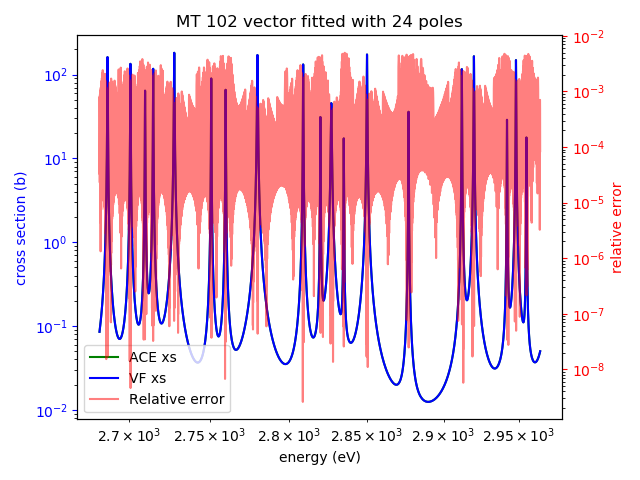 MT 102 vector fitted with 24 poles
10²
10¹
10⁰
10⁻¹
10⁻²
cross section (b)
10⁻²
10⁻³
10⁻⁴
10⁻⁵
10⁻⁶
10⁻⁷
10⁻⁸
relative error
ACE xs
VF xs
Relative error
2.7 × 10³ 2.75 × 10³ 2.8 × 10³ 2.85 × 10³ 2.9 × 10³ 2.95 × 10³
energy (eV)